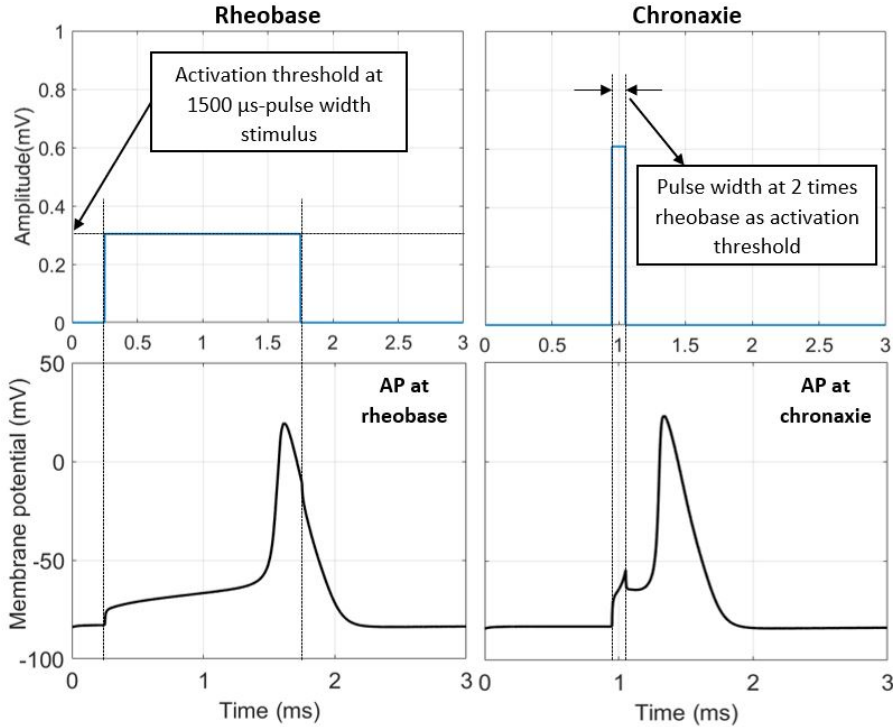 Rheobase
Chronaxie
Amplitude(mV)
1
0.8
0.6
0.4
0.2
0
Activation threshold at
1500 μs-pulse width
stimulus
Pulse width at 2 times
rheobase as activation
threshold
0 0.5 1 1.5 2 2.5 3
0 0.5 1 1.5 2 2.5 3
Membrane potential (mV)
50
0
-50
-100
AP at
rheobase
AP at
chronaxie
0 1 2 3
0 1 2 3
Time (ms)
Time (ms)